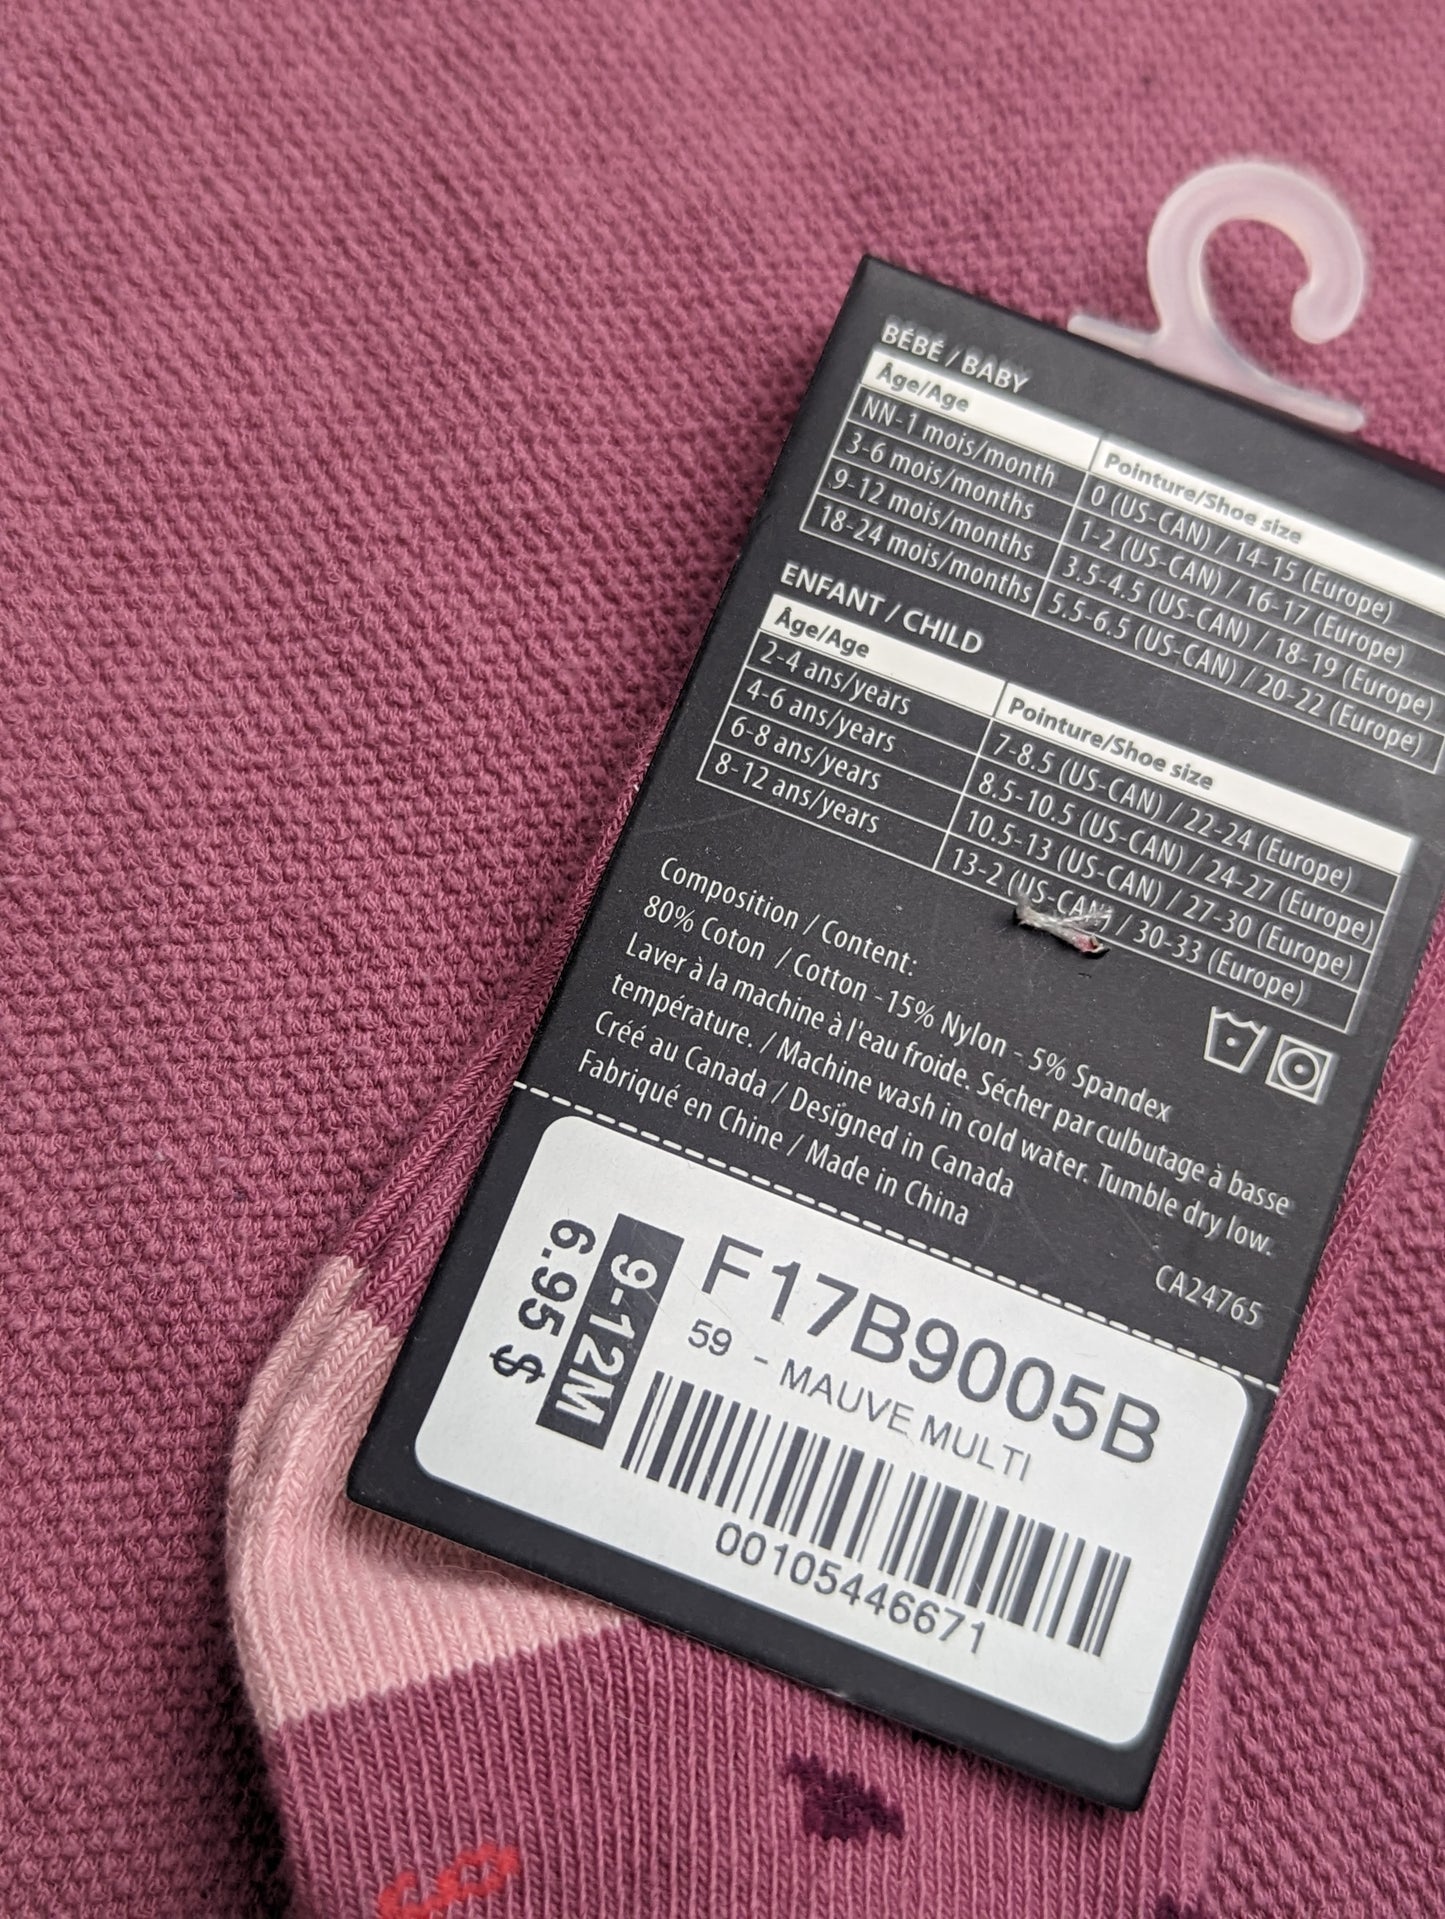 BÉBÉ / BABY
Âge/Age Pointure/Shoe size
NN-1 mois/month 0 (US-CAN) / 14-15 (Europe)
3-6 mois/months 1-2 (US-CAN) / 16-17 (Europe)
9-12 mois/months 3.5-4.5 (US-CAN) / 18-19 (Europe)
18-24 mois/months 5.5-6.5 (US-CAN) / 20-22 (Europe)
ENFANT / CHILD
Âge/Age Pointure/Shoe size
2-4 ans/years 7-8.5 (US-CAN) / 22-24 (Europe)
4-6 ans/years 8.5-10.5 (US-CAN) / 24-27 (Europe)
6-8 ans/years 10.5-13 (US-CAN) / 27-30 (Europe)
8-12 ans/years 13-2 (US-CAN) / 30-33 (Europe)
Composition / Content:
80% Coton / Cotton - 15% Nylon - 5% Spandex
Laver à la machine à l'eau froide. Sécher par culbutage à basse
température. / Machine wash in cold water. Tumble dry low.
Créé au Canada / Designed in Canada
Fabriqué en Chine / Made in China
CA24765
F17B9005B
59 - MAUVE MULTI
00105446671
9-12M
6.95 $